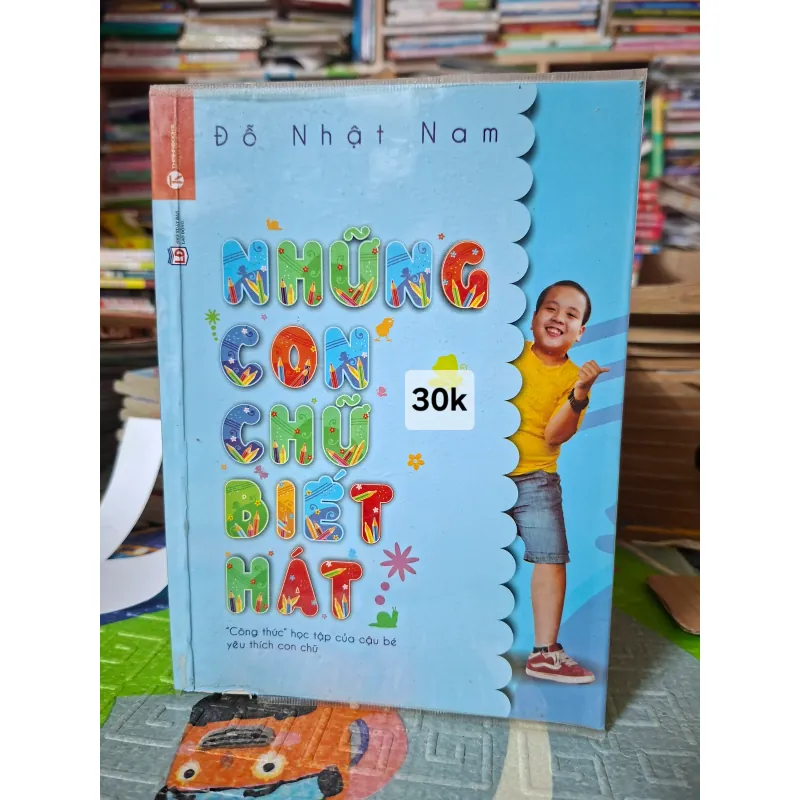 Đỗ Nhật Nam
NHỮNG
CON
CHỮ
BIẾT
HÁT
30k
"Công thức" học tập của cậu bé
yêu thích con chữ